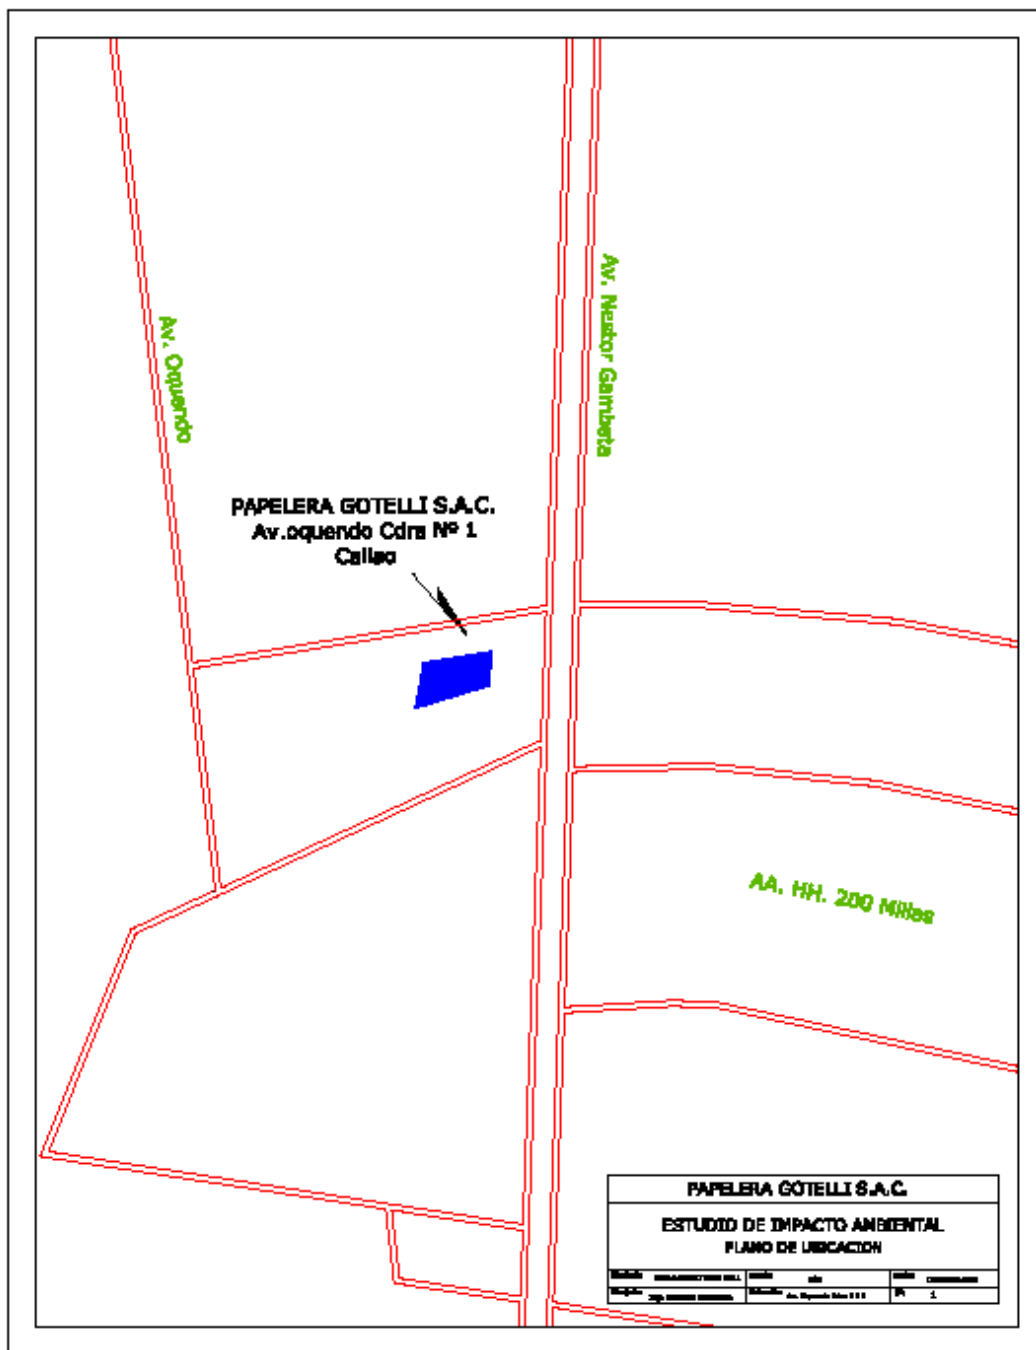 Av. Nestor Gambeta
Av. Oquendo
PAPELERA GOTELLI S.A.C.
Av.oquendo Cdra Nº 1
Callao
AA. HH. 200 Millas
PAPELERA GOTELLI S.A.C.
ESTUDIO DE IMPACTO AMBIENTAL
PLANO DE UBICACION
1